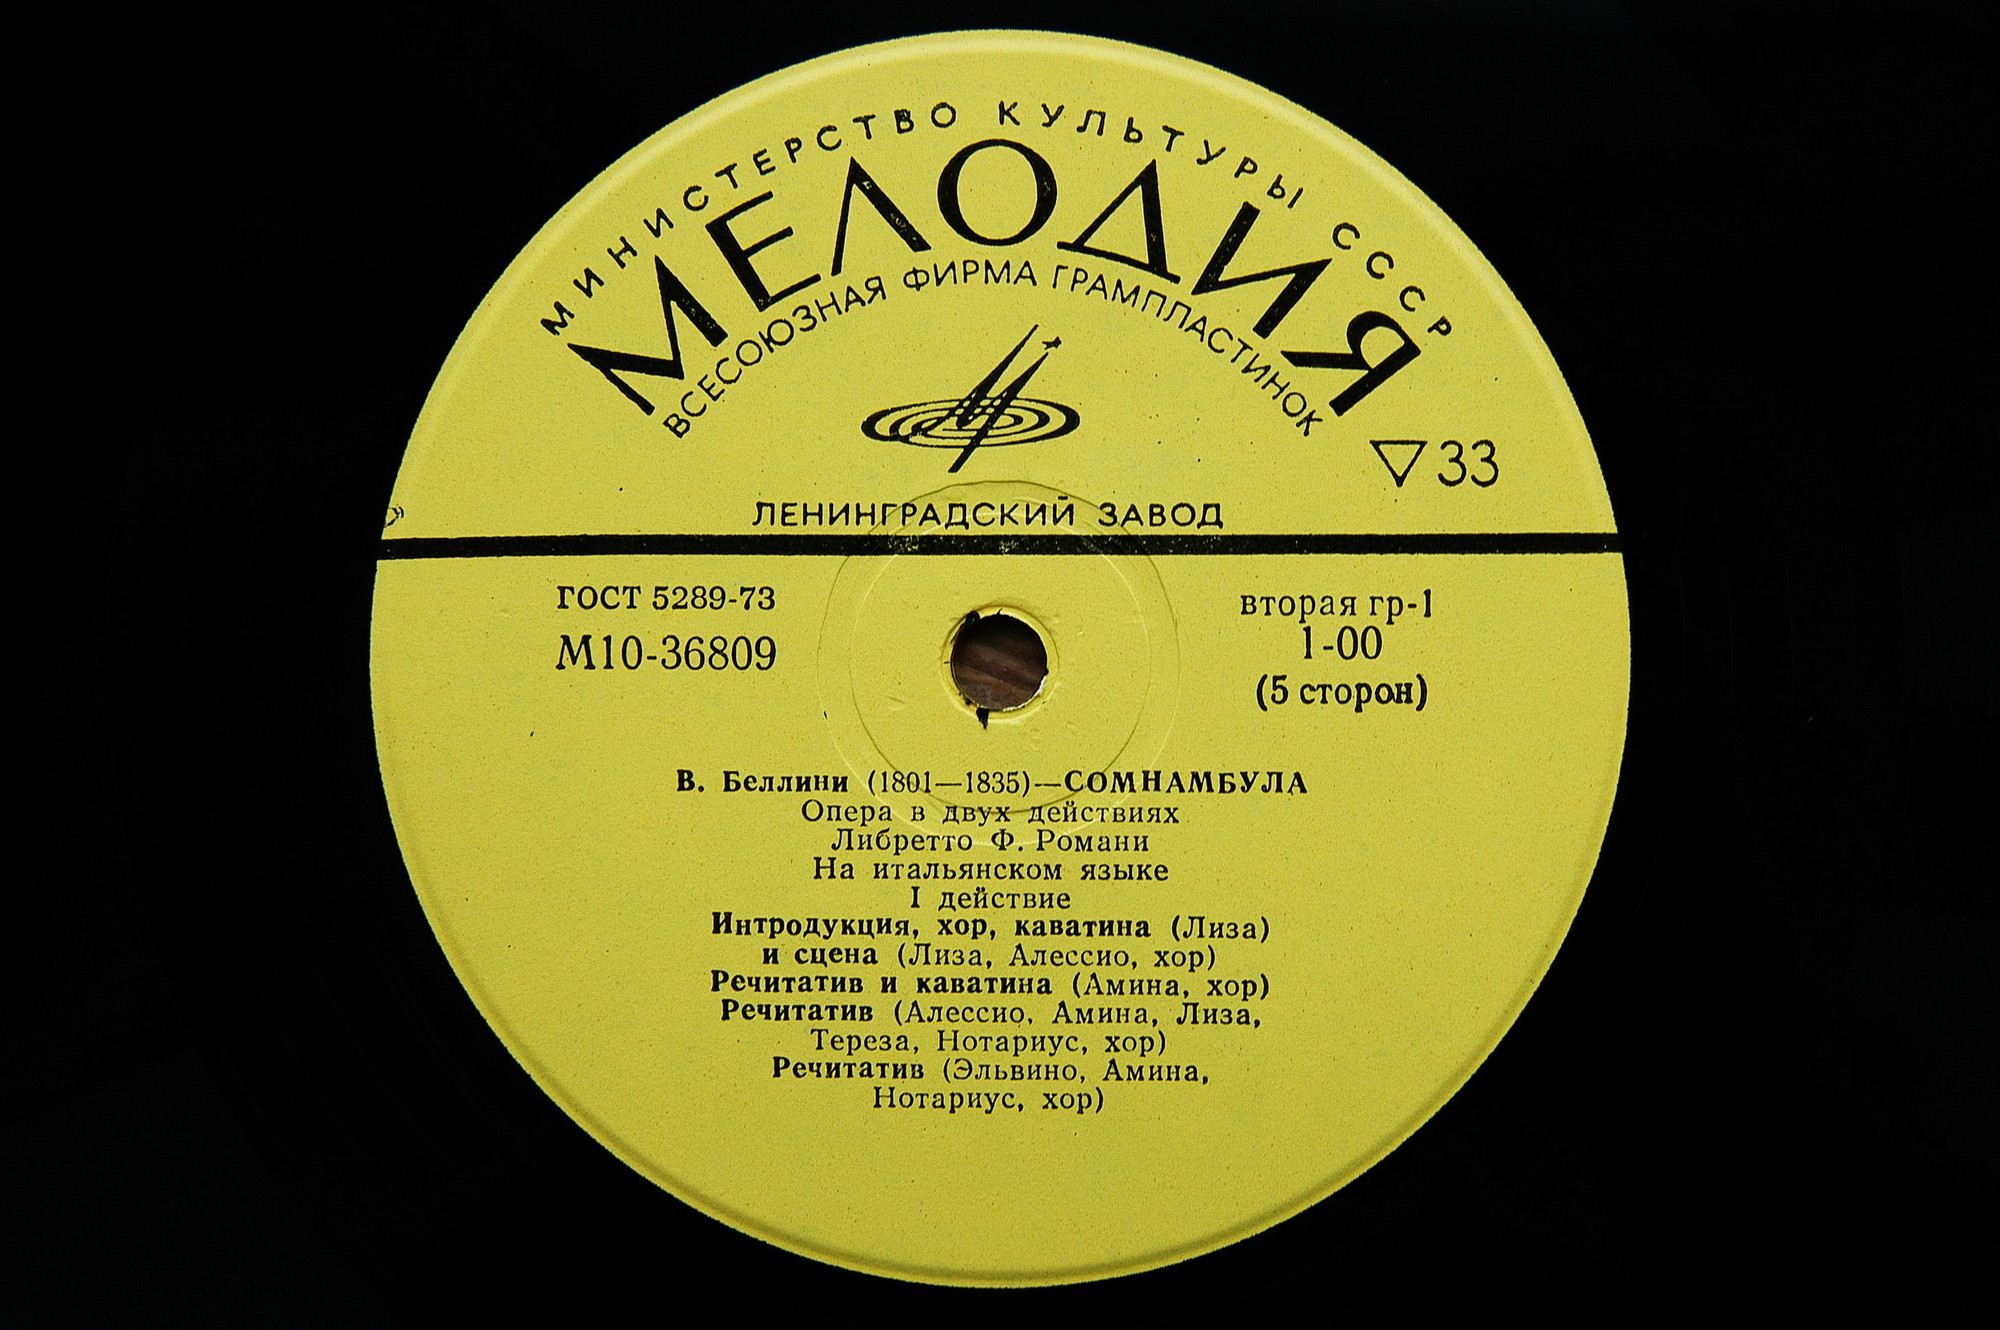 МИНИСТЕРСТВО КУЛЬТУРЫ СССР
МЕЛОДИЯ
ВСЕСОЮЗНАЯ ФИРМА ГРАМПЛАСТИНОК
33
ЛЕНИНГРАДСКИЙ ЗАВОД
ГОСТ 5289-73
М10-36809
вторая гр-1
1-00
(5 сторон)
В. Беллини (1801—1835)—СОМНАМБУЛА
Опера в двух действиях
Либретто Ф. Романи
На итальянском языке
I действие
Интродукция, хор, каватина (Лиза)
и сцена (Лиза, Алессио, хор)
Речитатив и каватина (Амина, хор)
Речитатив (Алессио, Амина, Лиза,
Тереза, Нотариус, хор)
Речитатив (Эльвино, Амина,
Нотариус, хор)